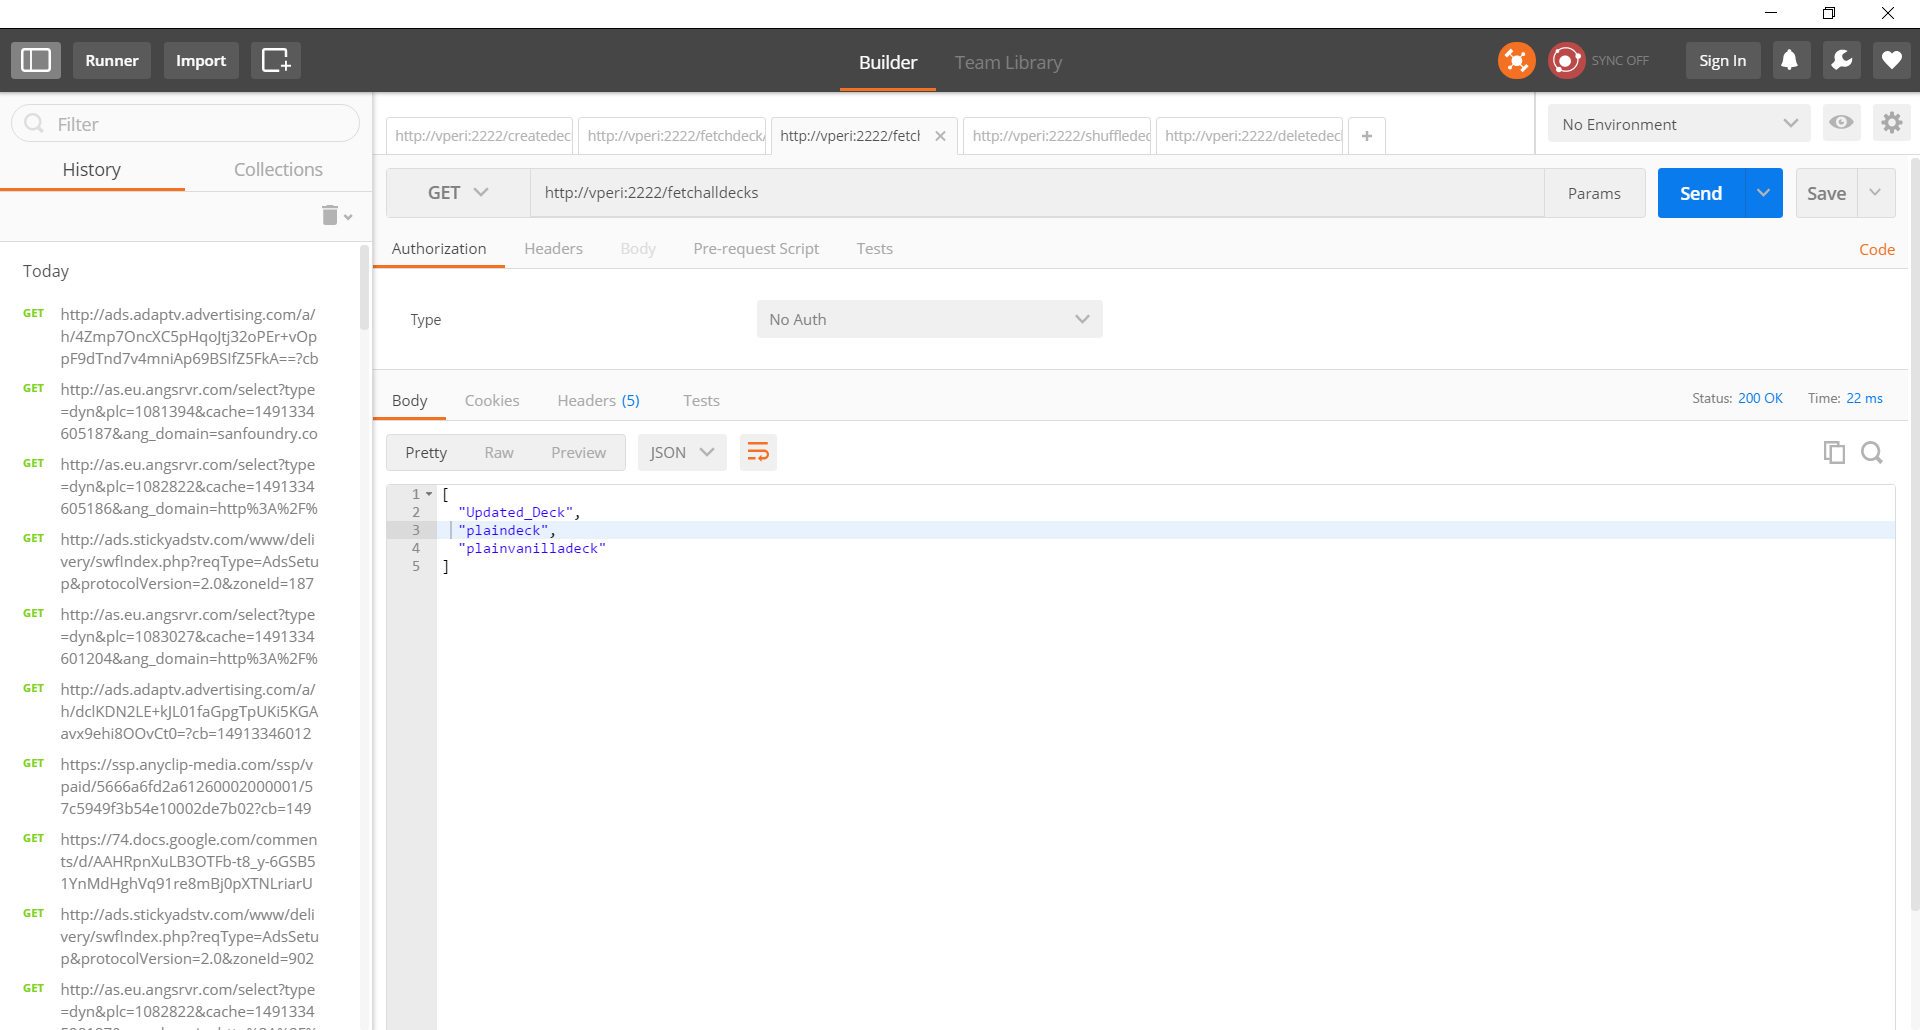 Runner
Import
Builder
Team Library
SYNC OFF
Sign In
Filter
History
Collections
Today
GET
http://ads.adaptv.advertising.com/a/
h/4Zmp7OncXC5pHqoJtj32oPEr+vOp
pF9dTnd7v4mniAp69BSIfZ5FkA==?cb
GET
http://as.eu.angsrvr.com/select?type
=dyn&plc=1081394&cache=1491334
605187&ang_domain=sanfoundry.co
GET
http://as.eu.angsrvr.com/select?type
=dyn&plc=1082822&cache=1491334
605186&ang_domain=http%3A%2F%
GET
http://ads.stickyadstv.com/www/deli
very/swfIndex.php?reqType=AdsSetu
p&protocolVersion=2.0&zoneId=187
GET
http://as.eu.angsrvr.com/select?type
=dyn&plc=1083027&cache=1491334
601204&ang_domain=http%3A%2F%
GET
http://ads.adaptv.advertising.com/a/
h/dclKDN2LE+kJL01faGpgTpUKi5KGA
avx9ehi8OOvCt0=?cb=14913346012
GET
https://ssp.anyclip-media.com/ssp/v
paid/5666a6fd2a61260002000001/5
7c5949f3b54e10002de7b02?cb=149
GET
https://74.docs.google.com/commen
ts/d/AAHRpnXuLB3OTFb-t8_y-6GSB5
1YnMdHghVq91re8mBj0pXTNLriarU
GET
http://ads.stickyadstv.com/www/deli
very/swfIndex.php?reqType=AdsSetu
p&protocolVersion=2.0&zoneId=902
GET
http://as.eu.angsrvr.com/select?type
=dyn&plc=1082822&cache=1491334
http://vperi:2222/createdec
http://vperi:2222/fetchdeck/
http://vperi:2222/fetch
http://vperi:2222/shuffledec
http://vperi:2222/deletedec
No Environment
GET
http://vperi:2222/fetchalldecks
Params
Send
Save
Authorization
Headers
Body
Pre-request Script
Tests
Code
Type
No Auth
Body
Cookies
Headers (5)
Tests
Status: 200 OK
Time: 22 ms
Pretty
Raw
Preview
JSON
1 [
2 "Updated_Deck",
3 "plaindeck",
4 "plainvanilladeck"
5 ]